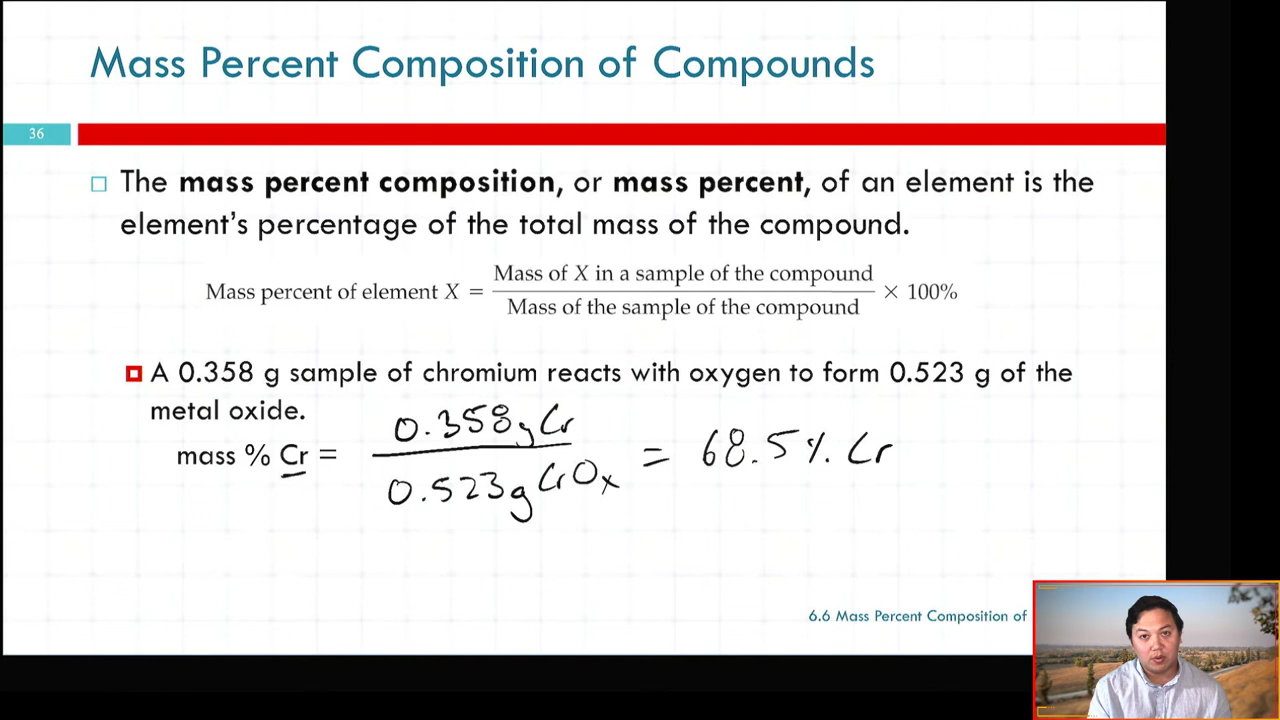 Mass Percent Composition of Compounds
36
The mass percent composition, or mass percent, of an element is the
element's percentage of the total mass of the compound.
Mass percent of element X = Mass of X in a sample of the compound / Mass of the sample of the compound × 100%
A 0.358 g sample of chromium reacts with oxygen to form 0.523 g of the
metal oxide.
mass % Cr = 0.358g Cr / 0.523g CrOx = 68.5% Cr
6.6 Mass Percent Composition of